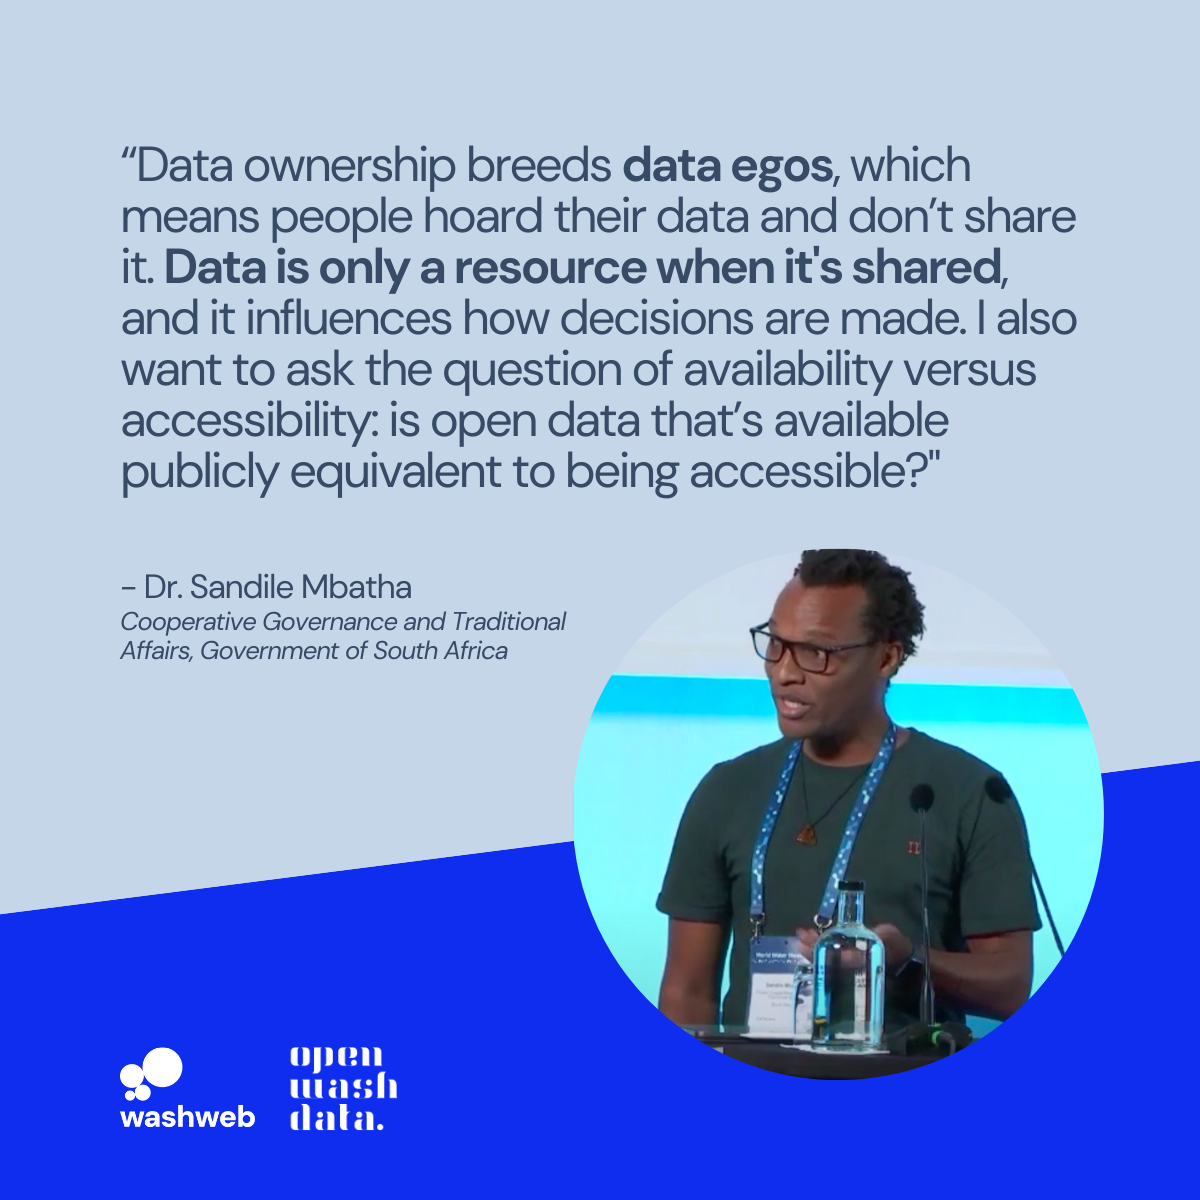 “Data ownership breeds data egos, which
means people hoard their data and don’t share
it. Data is only a resource when it's shared,
and it influences how decisions are made. I also
want to ask the question of availability versus
accessibility: is open data that’s available
publicly equivalent to being accessible?"
– Dr. Sandile Mbatha
Cooperative Governance and Traditional
Affairs, Government of South Africa
World Water
Sandile
washweb
open
wash
data.